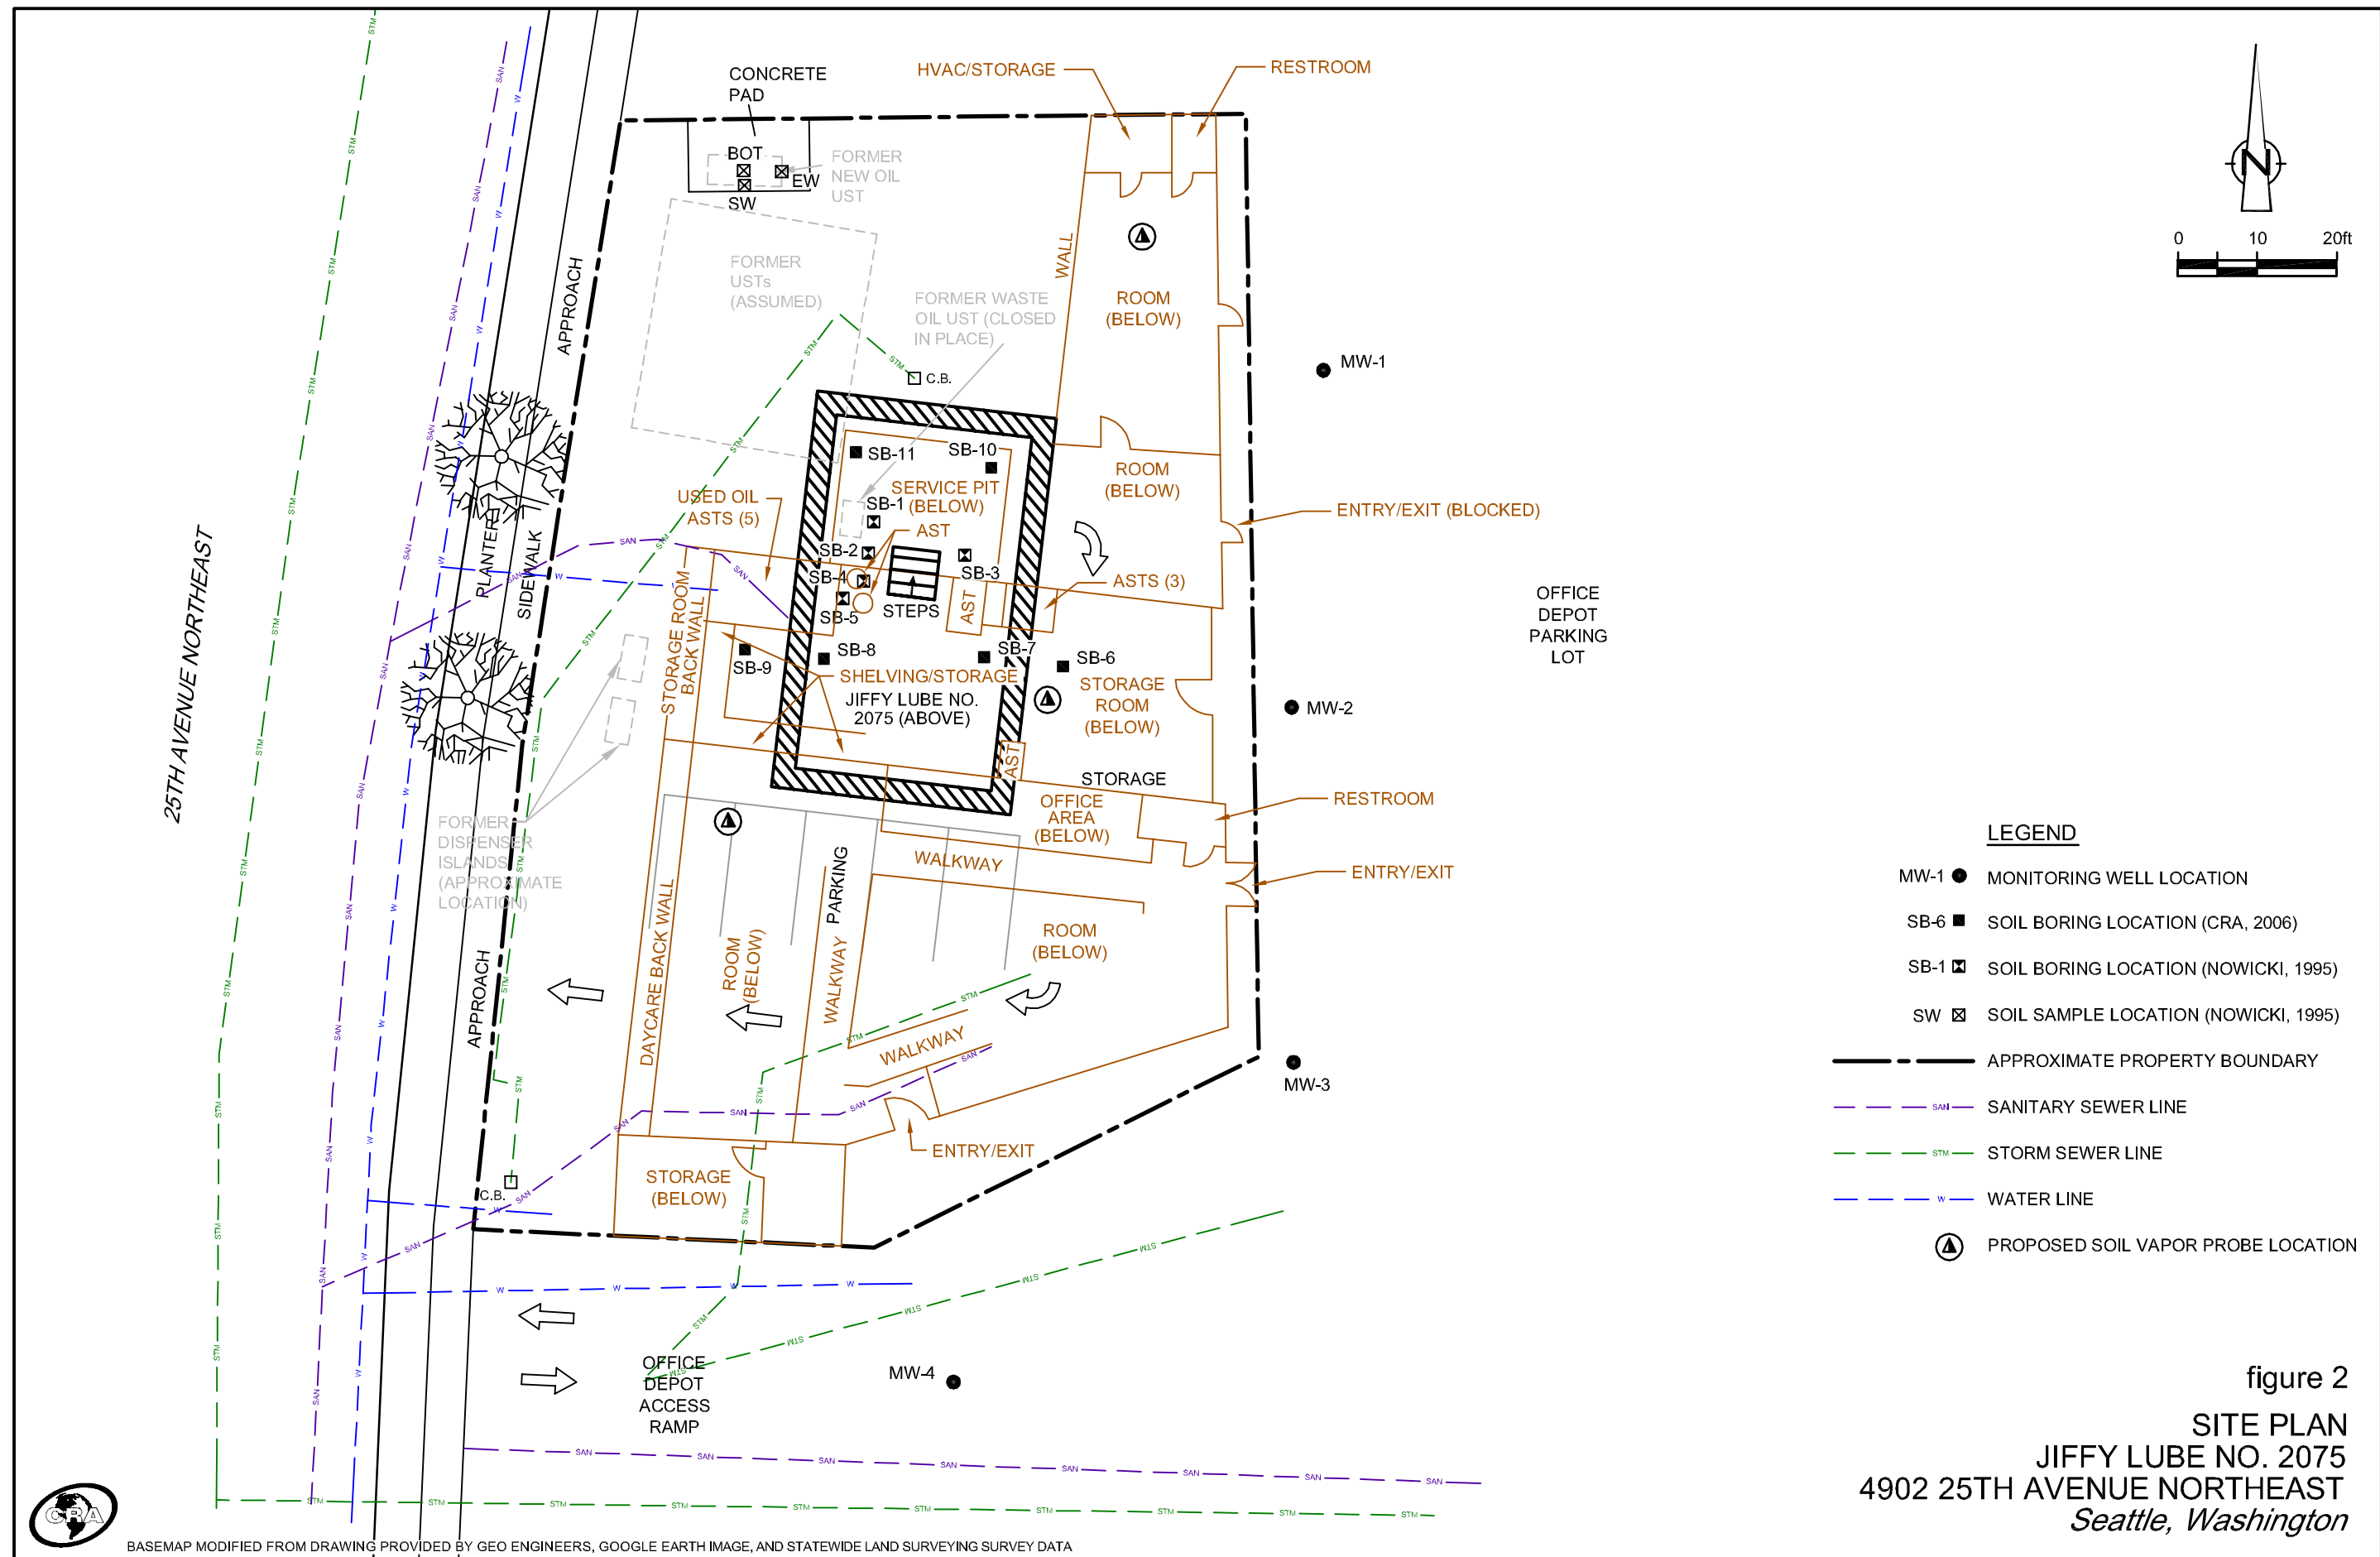 CONCRETE
PAD
HVAC/STORAGE
RESTROOM
BOT
EW
SW
FORMER
NEW OIL
UST
N
0 10 20ft
APPROACH
FORMER
USTs
(ASSUMED)
WALL
FORMER WASTE
OIL UST (CLOSED
IN PLACE)
ROOM
(BELOW)
C.B.
MW-1
SB-11
SB-10
SERVICE PIT
(BELOW)
SB-1
AST
ROOM
(BELOW)
USED OIL
ASTS (5)
ENTRY/EXIT (BLOCKED)
25TH AVENUE NORTHEAST
PLANTER
SIDEWALK
SB-2
SB-3
SB-4
SB-5
STEPS
AST
ASTS (3)
OFFICE
DEPOT
PARKING
LOT
STORAGE ROOM
BACK WALL
SB-9
SB-8
SB-7
SB-6
SHELVING/STORAGE
JIFFY LUBE NO.
2075 (ABOVE)
STORAGE
ROOM
(BELOW)
MW-2
AST
STORAGE
OFFICE
AREA
(BELOW)
RESTROOM
FORMER
DISPENSER
ISLANDS
(APPROXIMATE
LOCATION)
WALKWAY
ENTRY/EXIT
PARKING
DAYCARE BACK WALL
ROOM
(BELOW)
WALKWAY
ROOM
(BELOW)
APPROACH
WALKWAY
MW-3
ENTRY/EXIT
STORAGE
(BELOW)
C.B.
OFFICE
DEPOT
ACCESS
RAMP
MW-4
STM
SAN
W
LEGEND
MW-1 MONITORING WELL LOCATION
SB-6 SOIL BORING LOCATION (CRA, 2006)
SB-1 SOIL BORING LOCATION (NOWICKI, 1995)
SW SOIL SAMPLE LOCATION (NOWICKI, 1995)
APPROXIMATE PROPERTY BOUNDARY
SAN SANITARY SEWER LINE
STM STORM SEWER LINE
W WATER LINE
PROPOSED SOIL VAPOR PROBE LOCATION
figure 2
SITE PLAN
JIFFY LUBE NO. 2075
4902 25TH AVENUE NORTHEAST
Seattle, Washington
CRA
BASEMAP MODIFIED FROM DRAWING PROVIDED BY GEO ENGINEERS, GOOGLE EARTH IMAGE, AND STATEWIDE LAND SURVEYING SURVEY DATA